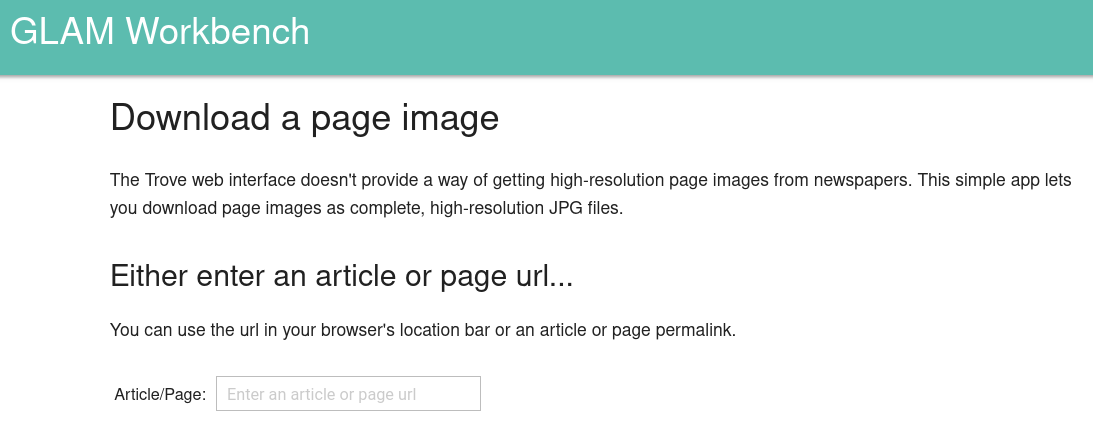 GLAM Workbench
Download a page image
The Trove web interface doesn't provide a way of getting high-resolution page images from newspapers. This simple app lets
you download page images as complete, high-resolution JPG files.
Either enter an article or page url...
You can use the url in your browser's location bar or an article or page permalink.
Article/Page: Enter an article or page url